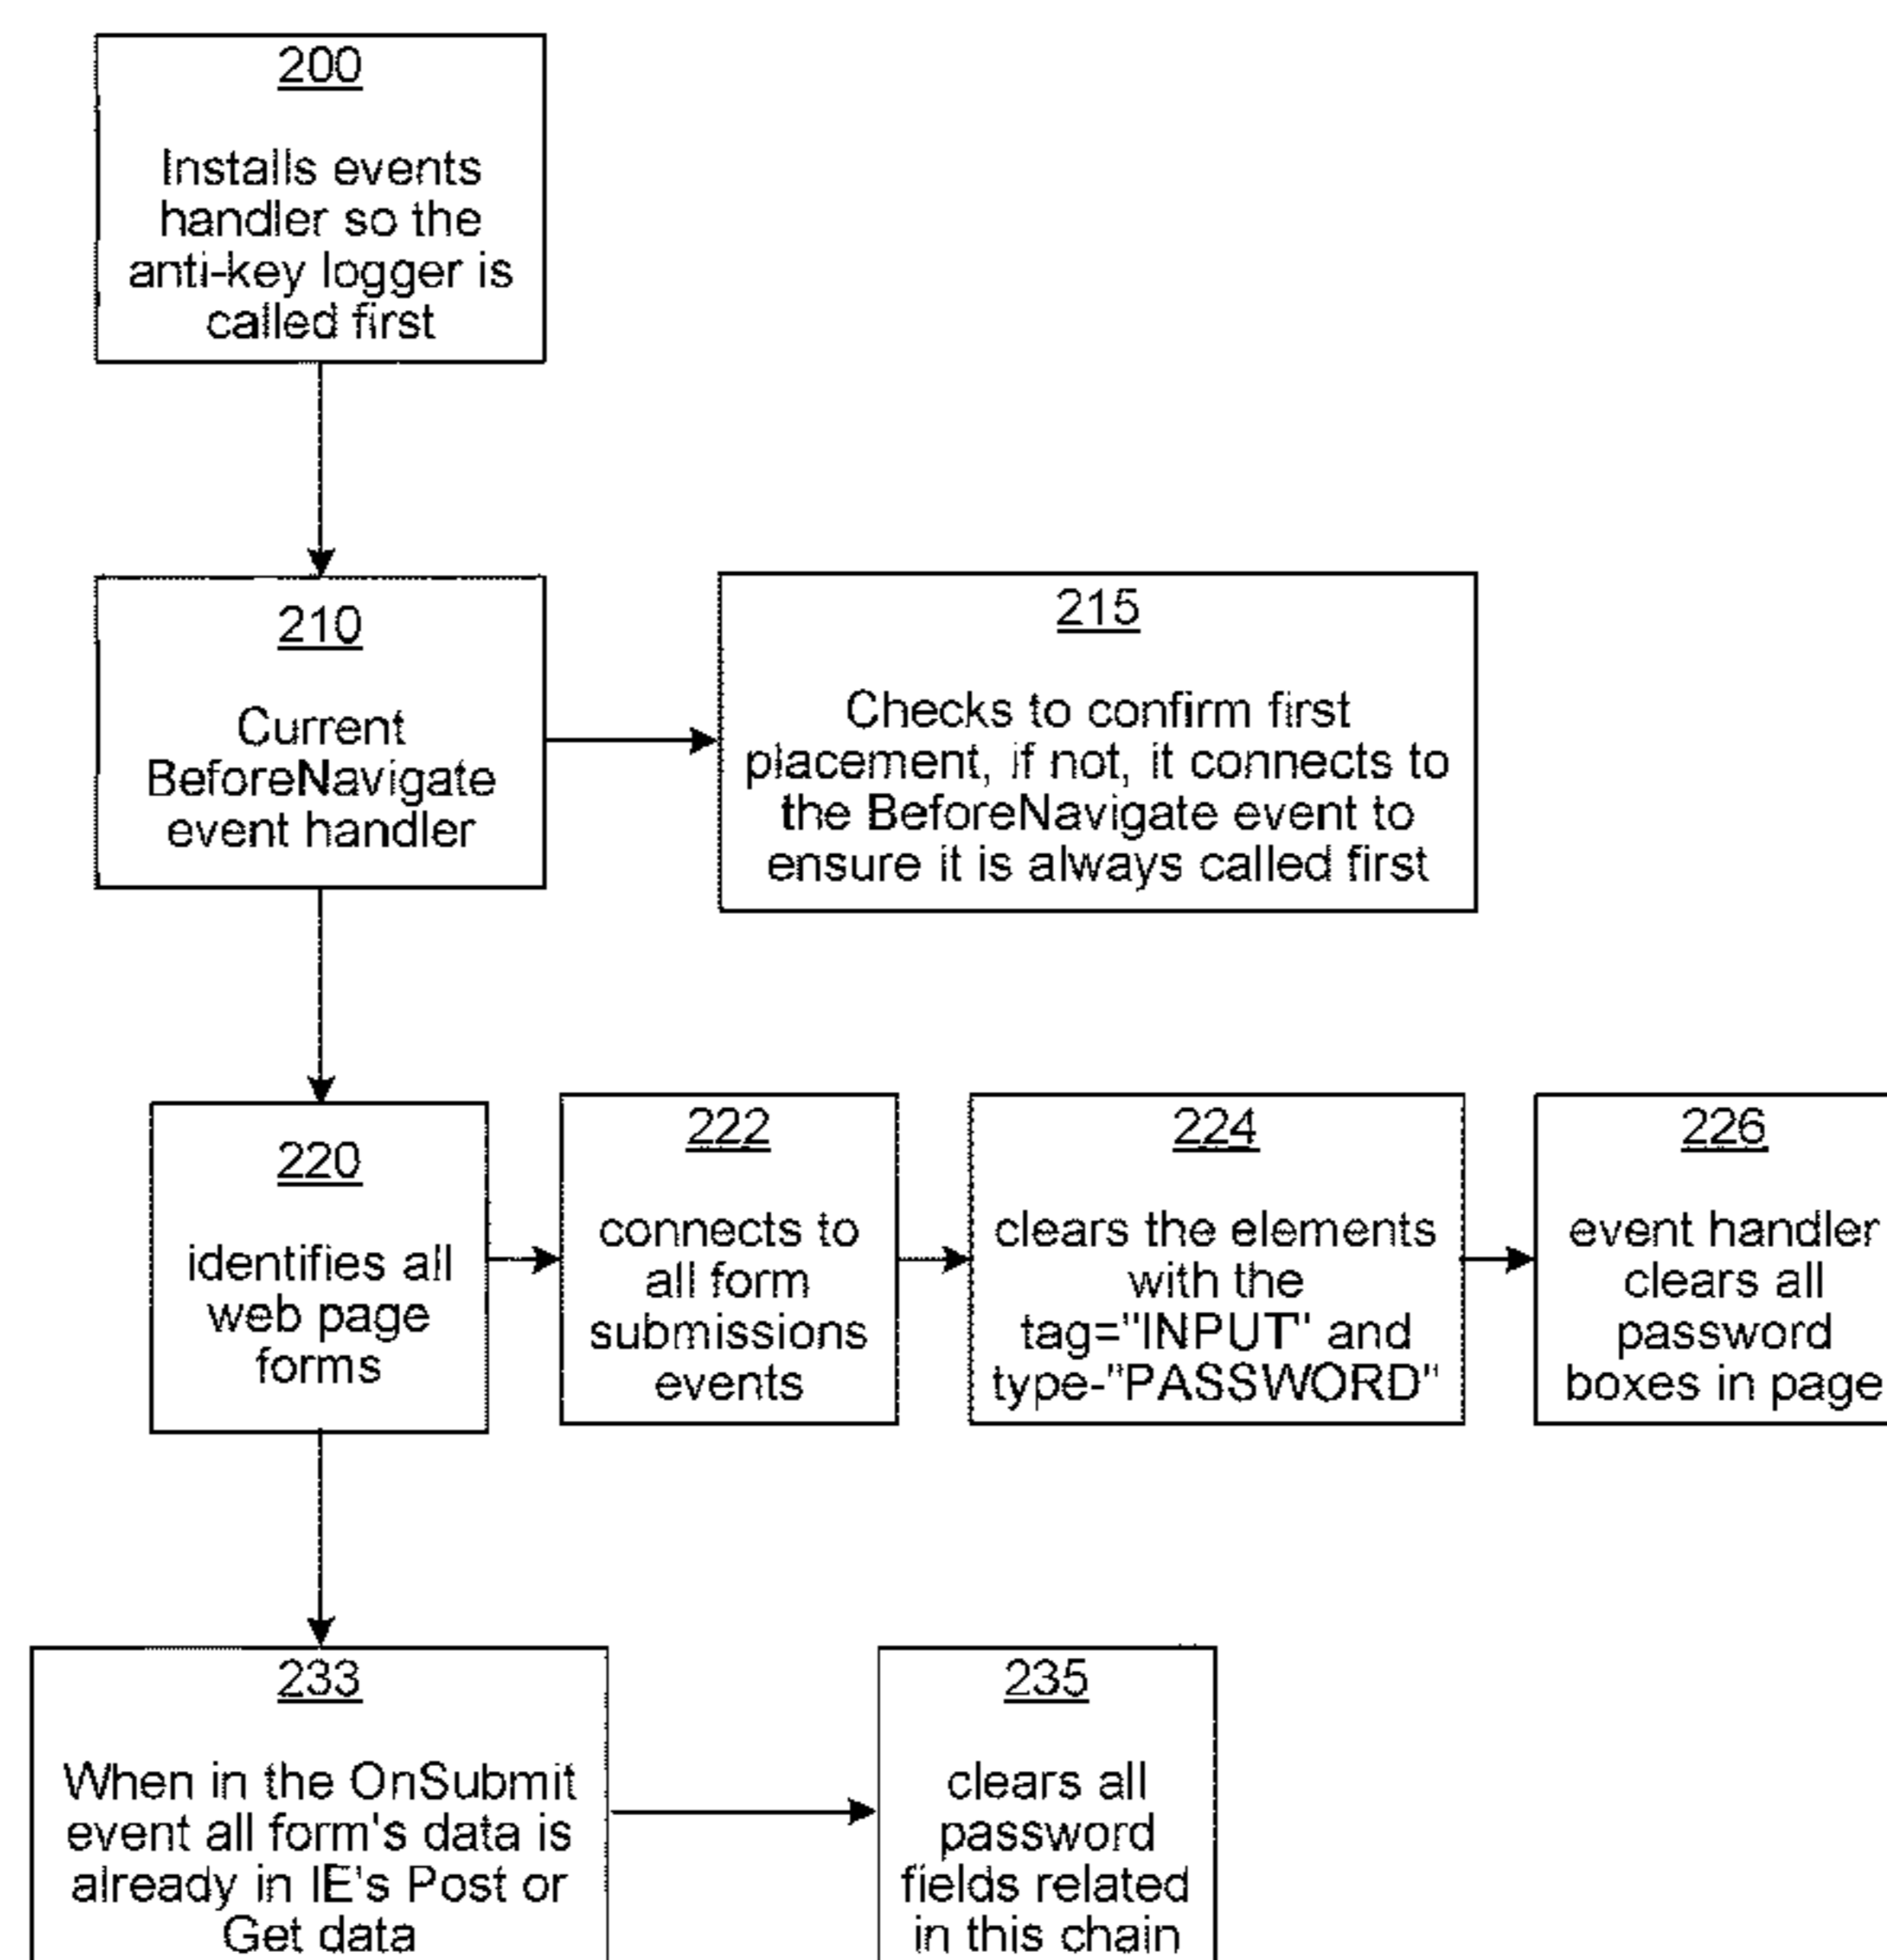 200
Installs events
handler so the
anti-key logger is
called first
210
Current
BeforeNavigate
event handler
215
Checks to confirm first
placement, if not, it connects to
the BeforeNavigate event to
ensure it is always called first
220
identifies all
web page
forms
222
connects to
all form
submissions
events
224
clears the elements
with the
tag="INPUT" and
type-"PASSWORD"
226
event handler
clears all
password
boxes in page
233
When in the OnSubmit
event all form's data is
already in IE's Post or
Get data
235
clears all
password
fields related
in this chain